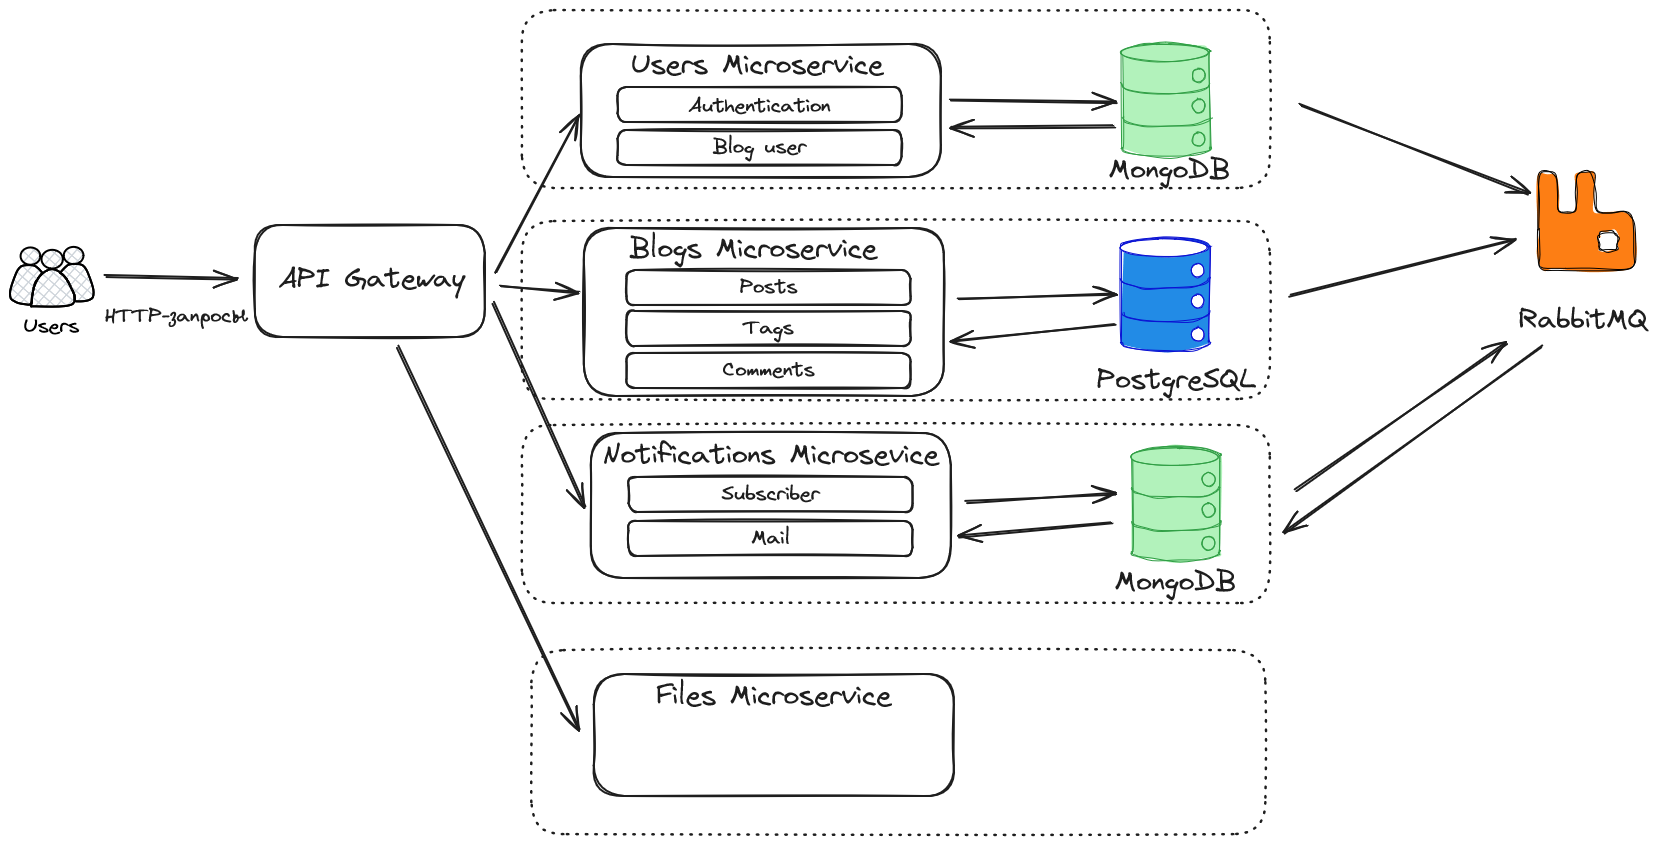 Users
HTTP-запросы
API Gateway
Users Microservice
Authentication
Blog user
MongoDB
Blogs Microservice
Posts
Tags
Comments
PostgreSQL
Notifications Microsevice
Subscriber
Mail
MongoDB
Files Microservice
RabbitMQ